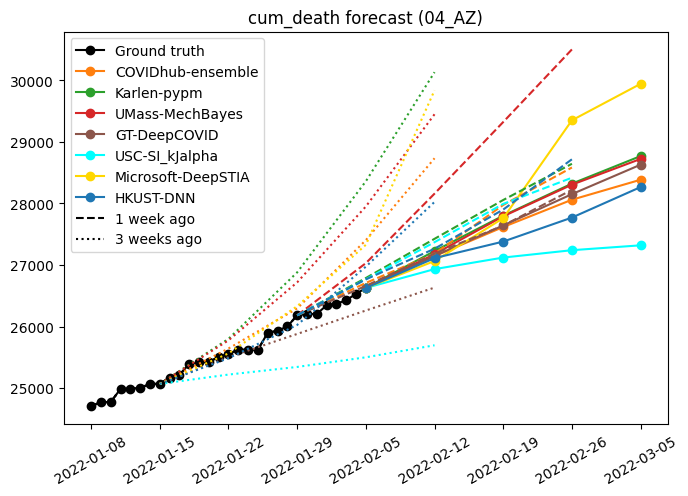 cum_death forecast (04_AZ)
Ground truth
COVIDhub-ensemble
Karlen-pypm
UMass-MechBayes
GT-DeepCOVID
USC-SI_kJalpha
Microsoft-DeepSTIA
HKUST-DNN
1 week ago
3 weeks ago
30000
29000
28000
27000
26000
25000
2022-01-08
2022-01-15
2022-01-22
2022-01-29
2022-02-05
2022-02-12
2022-02-19
2022-02-26
2022-03-05